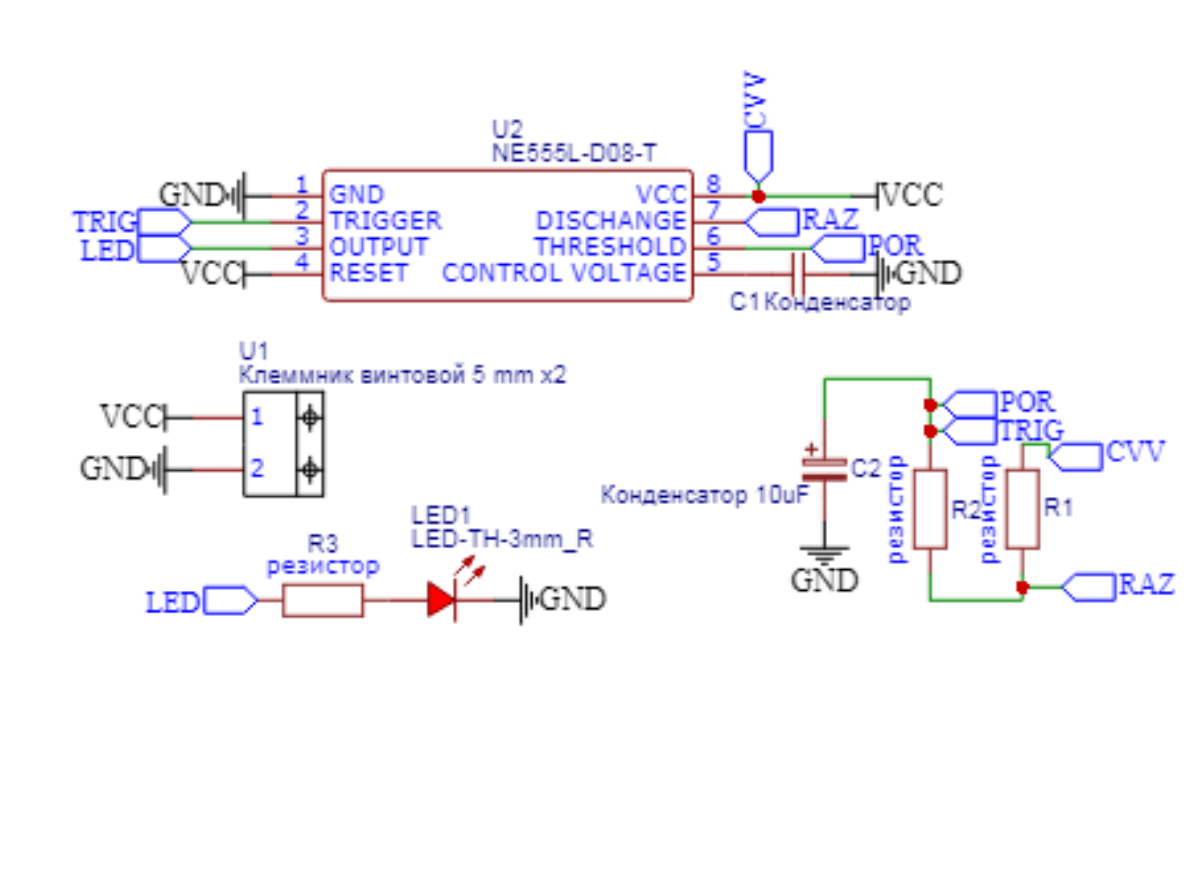 CVV
U2
NE555L-D08-T
GND 1 GND VCC 8 VCC
TRIG 2 TRIGGER DISCHANGE 7 RAZ
LED 3 OUTPUT THRESHOLD 6 POR
VCC 4 RESET CONTROL VOLTAGE 5 GND
C1 Конденсатор
U1
Клеммник винтовой 5 mm x2
VCC 1
GND 2
POR
TRIG
CVV
+
C2
Конденсатор 10uF
GND
резистор
R2
резистор
R1
RAZ
LED1
LED-TH-3mm_R
R3
резистор
LED
GND